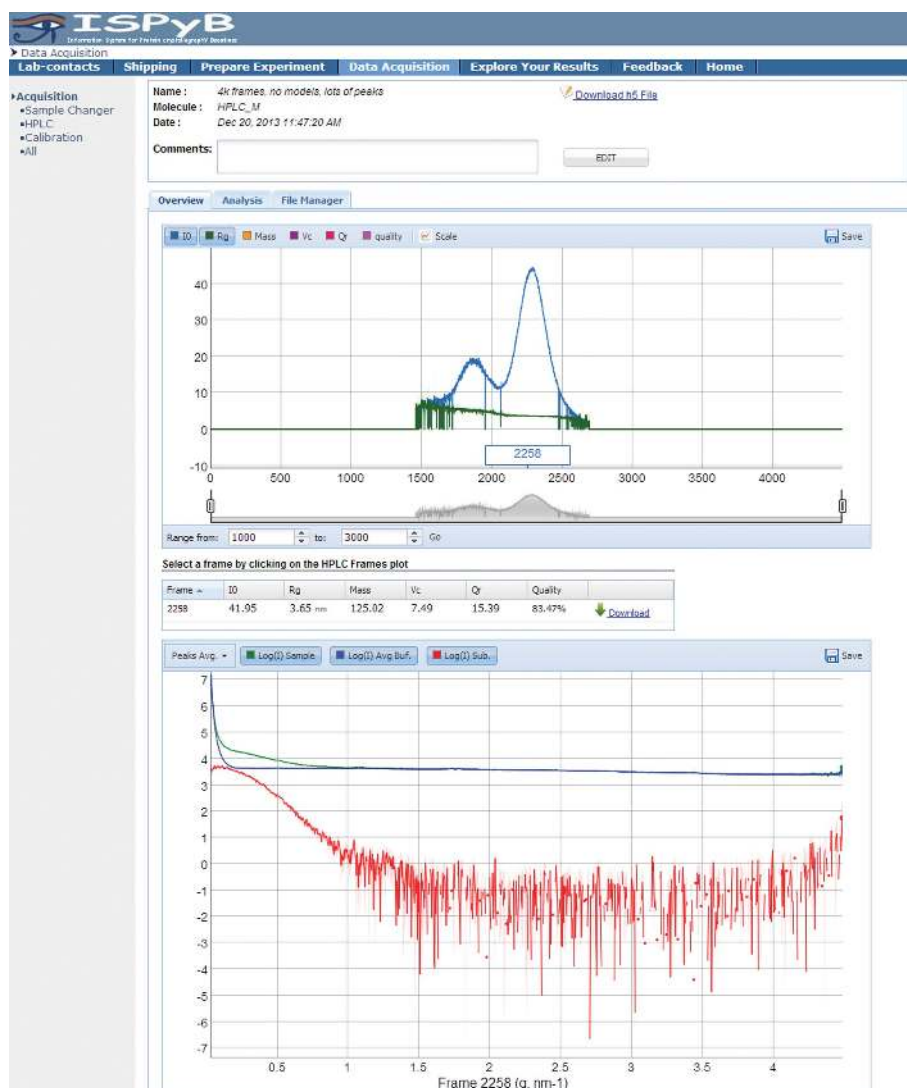 ISPyB
Information System for Protein crystallography Beamlines
Data Acquisition
Lab-contacts Shipping Prepare Experiment Data Acquisition Explore Your Results Feedback Home
Acquisition
Sample Changer
HPLC
Calibration
All
Name : 4k frames, no models, lots of peaks
Download h5 File
Molecule : HPLC_M
Date : Dec 20, 2013 11:47:20 AM
Comments:
EDIT
Overview Analysis File Manager
I0 Rg Mass Vc Qr quality Scale Save
40
30
20
10
0
-10
2258
0 500 1000 1500 2000 2500 3000 3500 4000
Range from: 1000 to: 3000 Go
Select a frame by clicking on the HPLC Frames plot
Frame I0 Rg Mass Vc Qr Quality
2258 41.95 3.65 nm 125.02 7.49 15.39 83.47% Download
Peaks Avg. Log(I) Sample Log(I) Avg Buf. Log(I) Sub. Save
7
6
5
4
3
2
1
0
-1
-2
-3
-4
-5
-6
-7
0.5 1 1.5 2 2.5 3 3.5 4
Frame 2258 (q, nm-1)